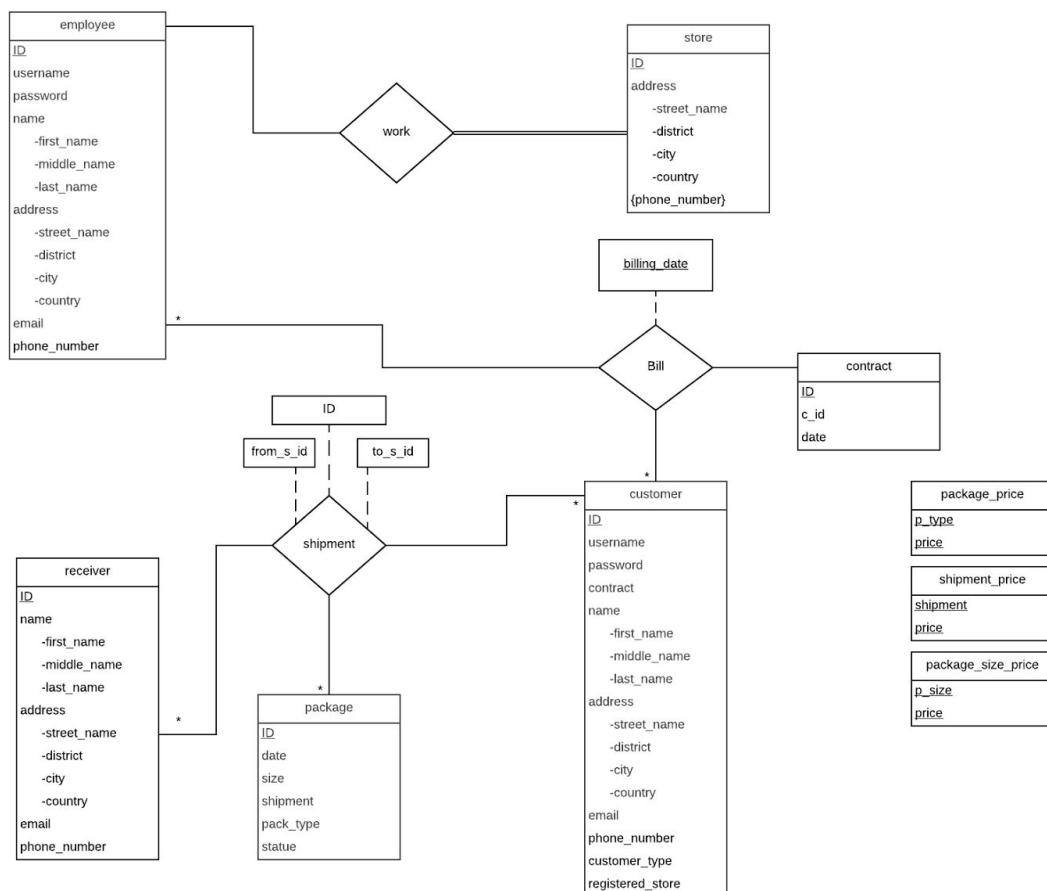 employee
ID
username
password
name
-first_name
-middle_name
-last_name
address
-street_name
-district
-city
-country
email
phone_number
work
store
ID
address
-street_name
-district
-city
-country
{phone_number}
billing_date
*
Bill
contract
ID
c_id
date
*
ID
from_s_id
to_s_id
shipment
*
customer
ID
username
password
contract
name
-first_name
-middle_name
-last_name
address
-street_name
-district
-city
-country
email
phone_number
customer_type
registered_store
receiver
ID
name
-first_name
-middle_name
-last_name
address
-street_name
-district
-city
-country
email
phone_number
*
*
package
ID
date
size
shipment
pack_type
statue
package_price
p_type
price
shipment_price
shipment
price
package_size_price
p_size
price